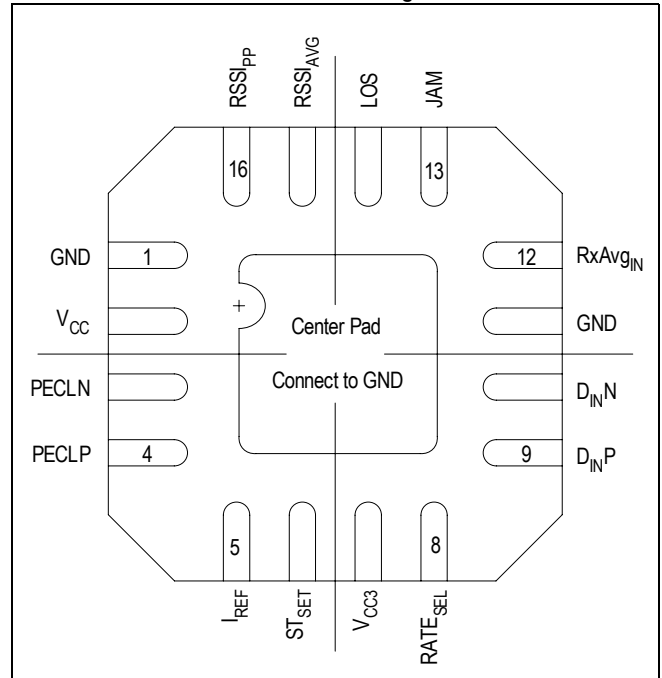 RSSIPP
RSSIAVG
LOS
JAM
16
13
GND
1
12
RxAvgIN
VCC
Center Pad
GND
PECLN
Connect to GND
DINN
PECLP
4
9
DINP
5
8
IREF
STSET
VCC3
RATESEL